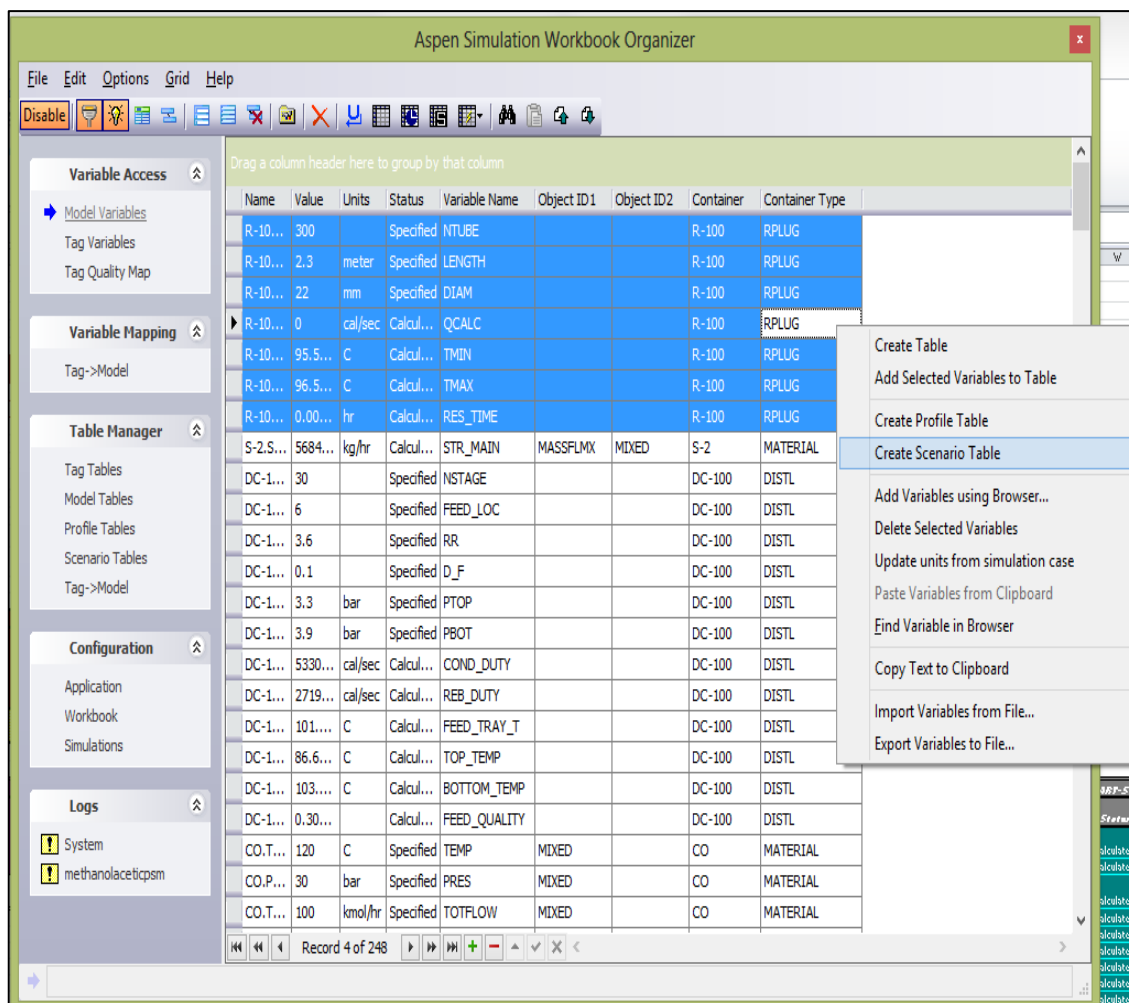 Aspen Simulation Workbook Organizer
x
File Edit Options Grid Help
Disable
Variable Access
Model Variables
Tag Variables
Tag Quality Map
Variable Mapping
Tag->Model
Table Manager
Tag Tables
Model Tables
Profile Tables
Scenario Tables
Tag->Model
Configuration
Application
Workbook
Simulations
Logs
System
methanolaceticpsm
Drag a column header here to group by that column
Name Value Units Status Variable Name Object ID1 Object ID2 Container Container Type
R-10... 300 Specified NTUBE R-100 RPLUG
R-10... 2.3 meter Specified LENGTH R-100 RPLUG
R-10... 22 mm Specified DIAM R-100 RPLUG
R-10... 0 cal/sec Calcul... QCALC R-100 RPLUG
R-10... 95.5... C Calcul... TMIN R-100 RPLUG
R-10... 96.5... C Calcul... TMAX R-100 RPLUG
R-10... 0.00... hr Calcul... RES_TIME R-100 RPLUG
S-2.S... 5684... kg/hr Calcul... STR_MAIN MASSFLMX MIXED S-2 MATERIAL
DC-1... 30 Specified NSTAGE DC-100 DISTL
DC-1... 6 Specified FEED_LOC DC-100 DISTL
DC-1... 3.6 Specified RR DC-100 DISTL
DC-1... 0.1 Specified D_F DC-100 DISTL
DC-1... 3.3 bar Specified PTOP DC-100 DISTL
DC-1... 3.9 bar Specified PBOT DC-100 DISTL
DC-1... 5330... cal/sec Calcul... COND_DUTY DC-100 DISTL
DC-1... 2719... cal/sec Calcul... REB_DUTY DC-100 DISTL
DC-1... 101.... C Calcul... FEED_TRAY_T DC-100 DISTL
DC-1... 86.6... C Calcul... TOP_TEMP DC-100 DISTL
DC-1... 103.... C Calcul... BOTTOM_TEMP DC-100 DISTL
DC-1... 0.30... Calcul... FEED_QUALITY DC-100 DISTL
CO.T... 120 C Specified TEMP MIXED CO MATERIAL
CO.P... 30 bar Specified PRES MIXED CO MATERIAL
CO.T... 100 kmol/hr Specified TOTFLOW MIXED CO MATERIAL
Record 4 of 248
Create Table
Add Selected Variables to Table
Create Profile Table
Create Scenario Table
Add Variables using Browser...
Delete Selected Variables
Update units from simulation case
Paste Variables from Clipboard
Find Variable in Browser
Copy Text to Clipboard
Import Variables from File...
Export Variables to File...
W